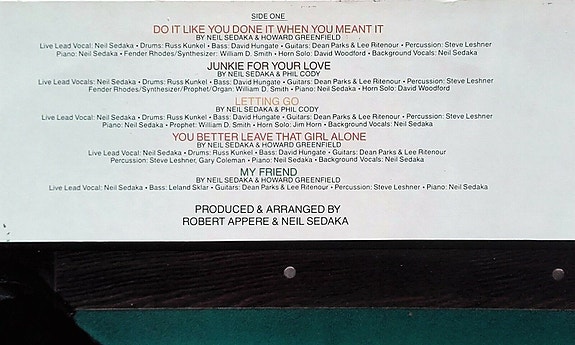 SIDE ONE
DO IT LIKE YOU DONE IT WHEN YOU MEANT IT
BY NEIL SEDAKA & HOWARD GREENFIELD
Live Lead Vocal: Neil Sedaka • Drums: Russ Kunkel • Bass: David Hungate • Guitars: Dean Parks & Lee Ritenour • Percussion: Steve Leshner
Piano: Neil Sedaka • Fender Rhodes/Synthesizer: William D. Smith • Horn Solo: David Woodford • Background Vocals: Neil Sedaka
JUNKIE FOR YOUR LOVE
BY NEIL SEDAKA & PHIL CODY
Live Lead Vocals: Neil Sedaka • Drums: Russ Kunkel • Bass: David Hungate • Guitars: Dean Parks & Lee Ritenour • Percussion: Steve Leshner
Fender Rhodes/Synthesizer/Prophet/Organ: William D. Smith • Piano: Neil Sedaka • Horn Solo: David Woodford
LETTING GO
BY NEIL SEDAKA & PHIL CODY
Live Lead Vocal: Neil Sedaka • Drums: Russ Kunkel • Bass: David Hungate • Guitars: Dean Parks & Lee Ritenour • Percussion: Steve Leshner
Piano: Neil Sedaka • Prophet: William D. Smith • Horn Solo: Jim Horn • Background Vocals: Neil Sedaka
YOU BETTER LEAVE THAT GIRL ALONE
BY NEIL SEDAKA & HOWARD GREENFIELD
Live Lead Vocal: Neil Sedaka • Drums: Russ Kunkel • Bass: David Hungate • Guitars: Dean Parks & Lee Ritenour
Percussion: Steve Leshner, Gary Coleman • Piano: Neil Sedaka • Background Vocals: Neil Sedaka
MY FRIEND
BY NEIL SEDAKA & HOWARD GREENFIELD
Live Lead Vocal: Neil Sedaka • Bass: Leland Sklar • Guitars: Dean Parks & Lee Ritenour • Percussion: Steve Leshner • Piano: Neil Sedaka
PRODUCED & ARRANGED BY
ROBERT APPERE & NEIL SEDAKA